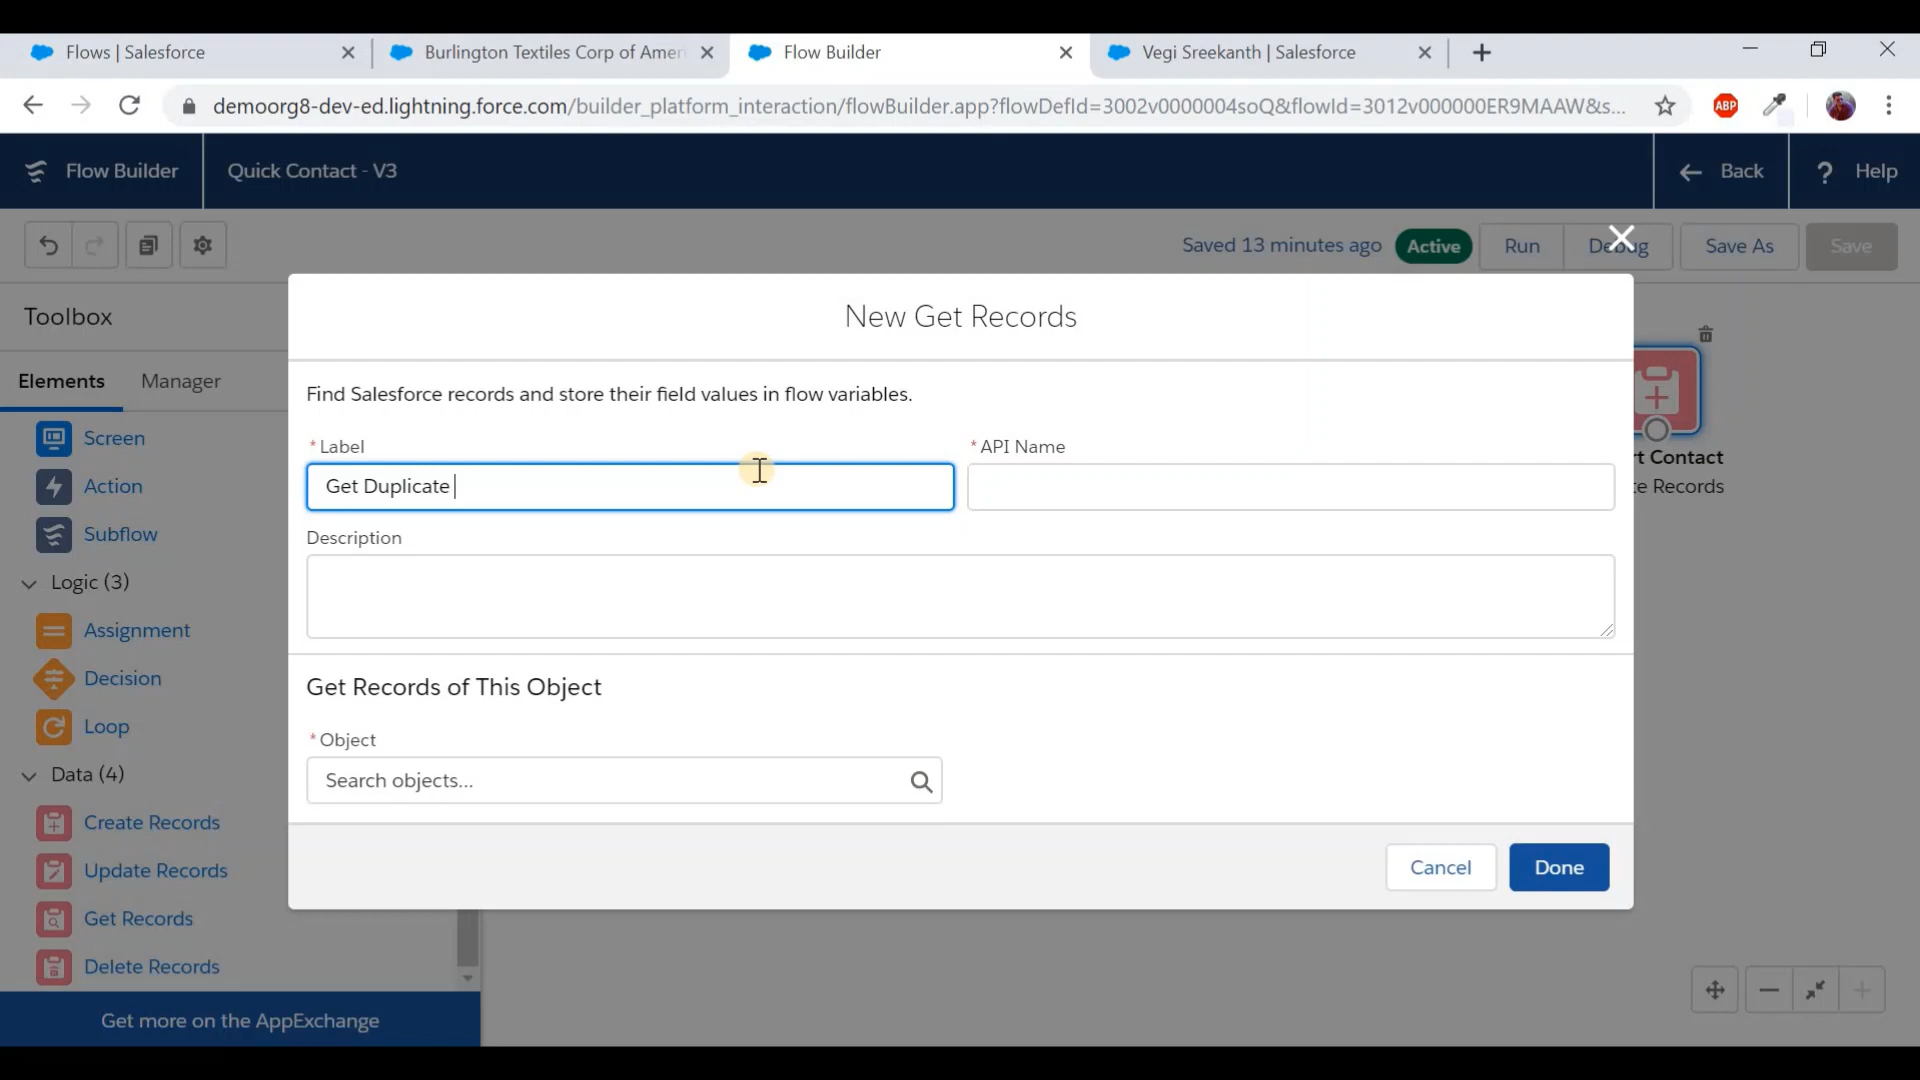 Flows | Salesforce
Burlington Textiles Corp of Amer
Flow Builder
Vegi Sreekanth | Salesforce
demoorg8-dev-ed.lightning.force.com/builder_platform_interaction/flowBuilder.app?flowDefId=3002v0000004soQ&flowId=3012v000000ER9MAAW&s...
ABP
Flow Builder
Quick Contact - V3
Back
? Help
Saved 13 minutes ago
Active
Run
Debug
Save As
Save
Toolbox
New Get Records
Elements
Manager
Find Salesforce records and store their field values in flow variables.
Screen
* Label
* API Name
rt Contact
Action
Get Duplicate
te Records
Subflow
Description
Logic (3)
Assignment
Decision
Get Records of This Object
Loop
* Object
Data (4)
Search objects...
Create Records
Update Records
Cancel
Done
Get Records
Delete Records
Get more on the AppExchange